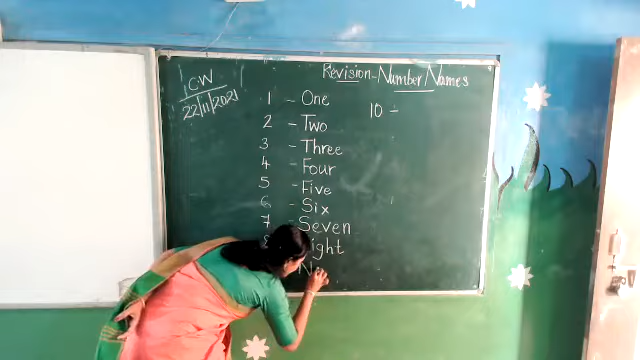 CW
22/11/2021
Revision - Number Names
1 - One
2 - Two
3 - Three
4 - Four
5 - Five
6 - Six
7 - Seven
8 ight
N
10 -